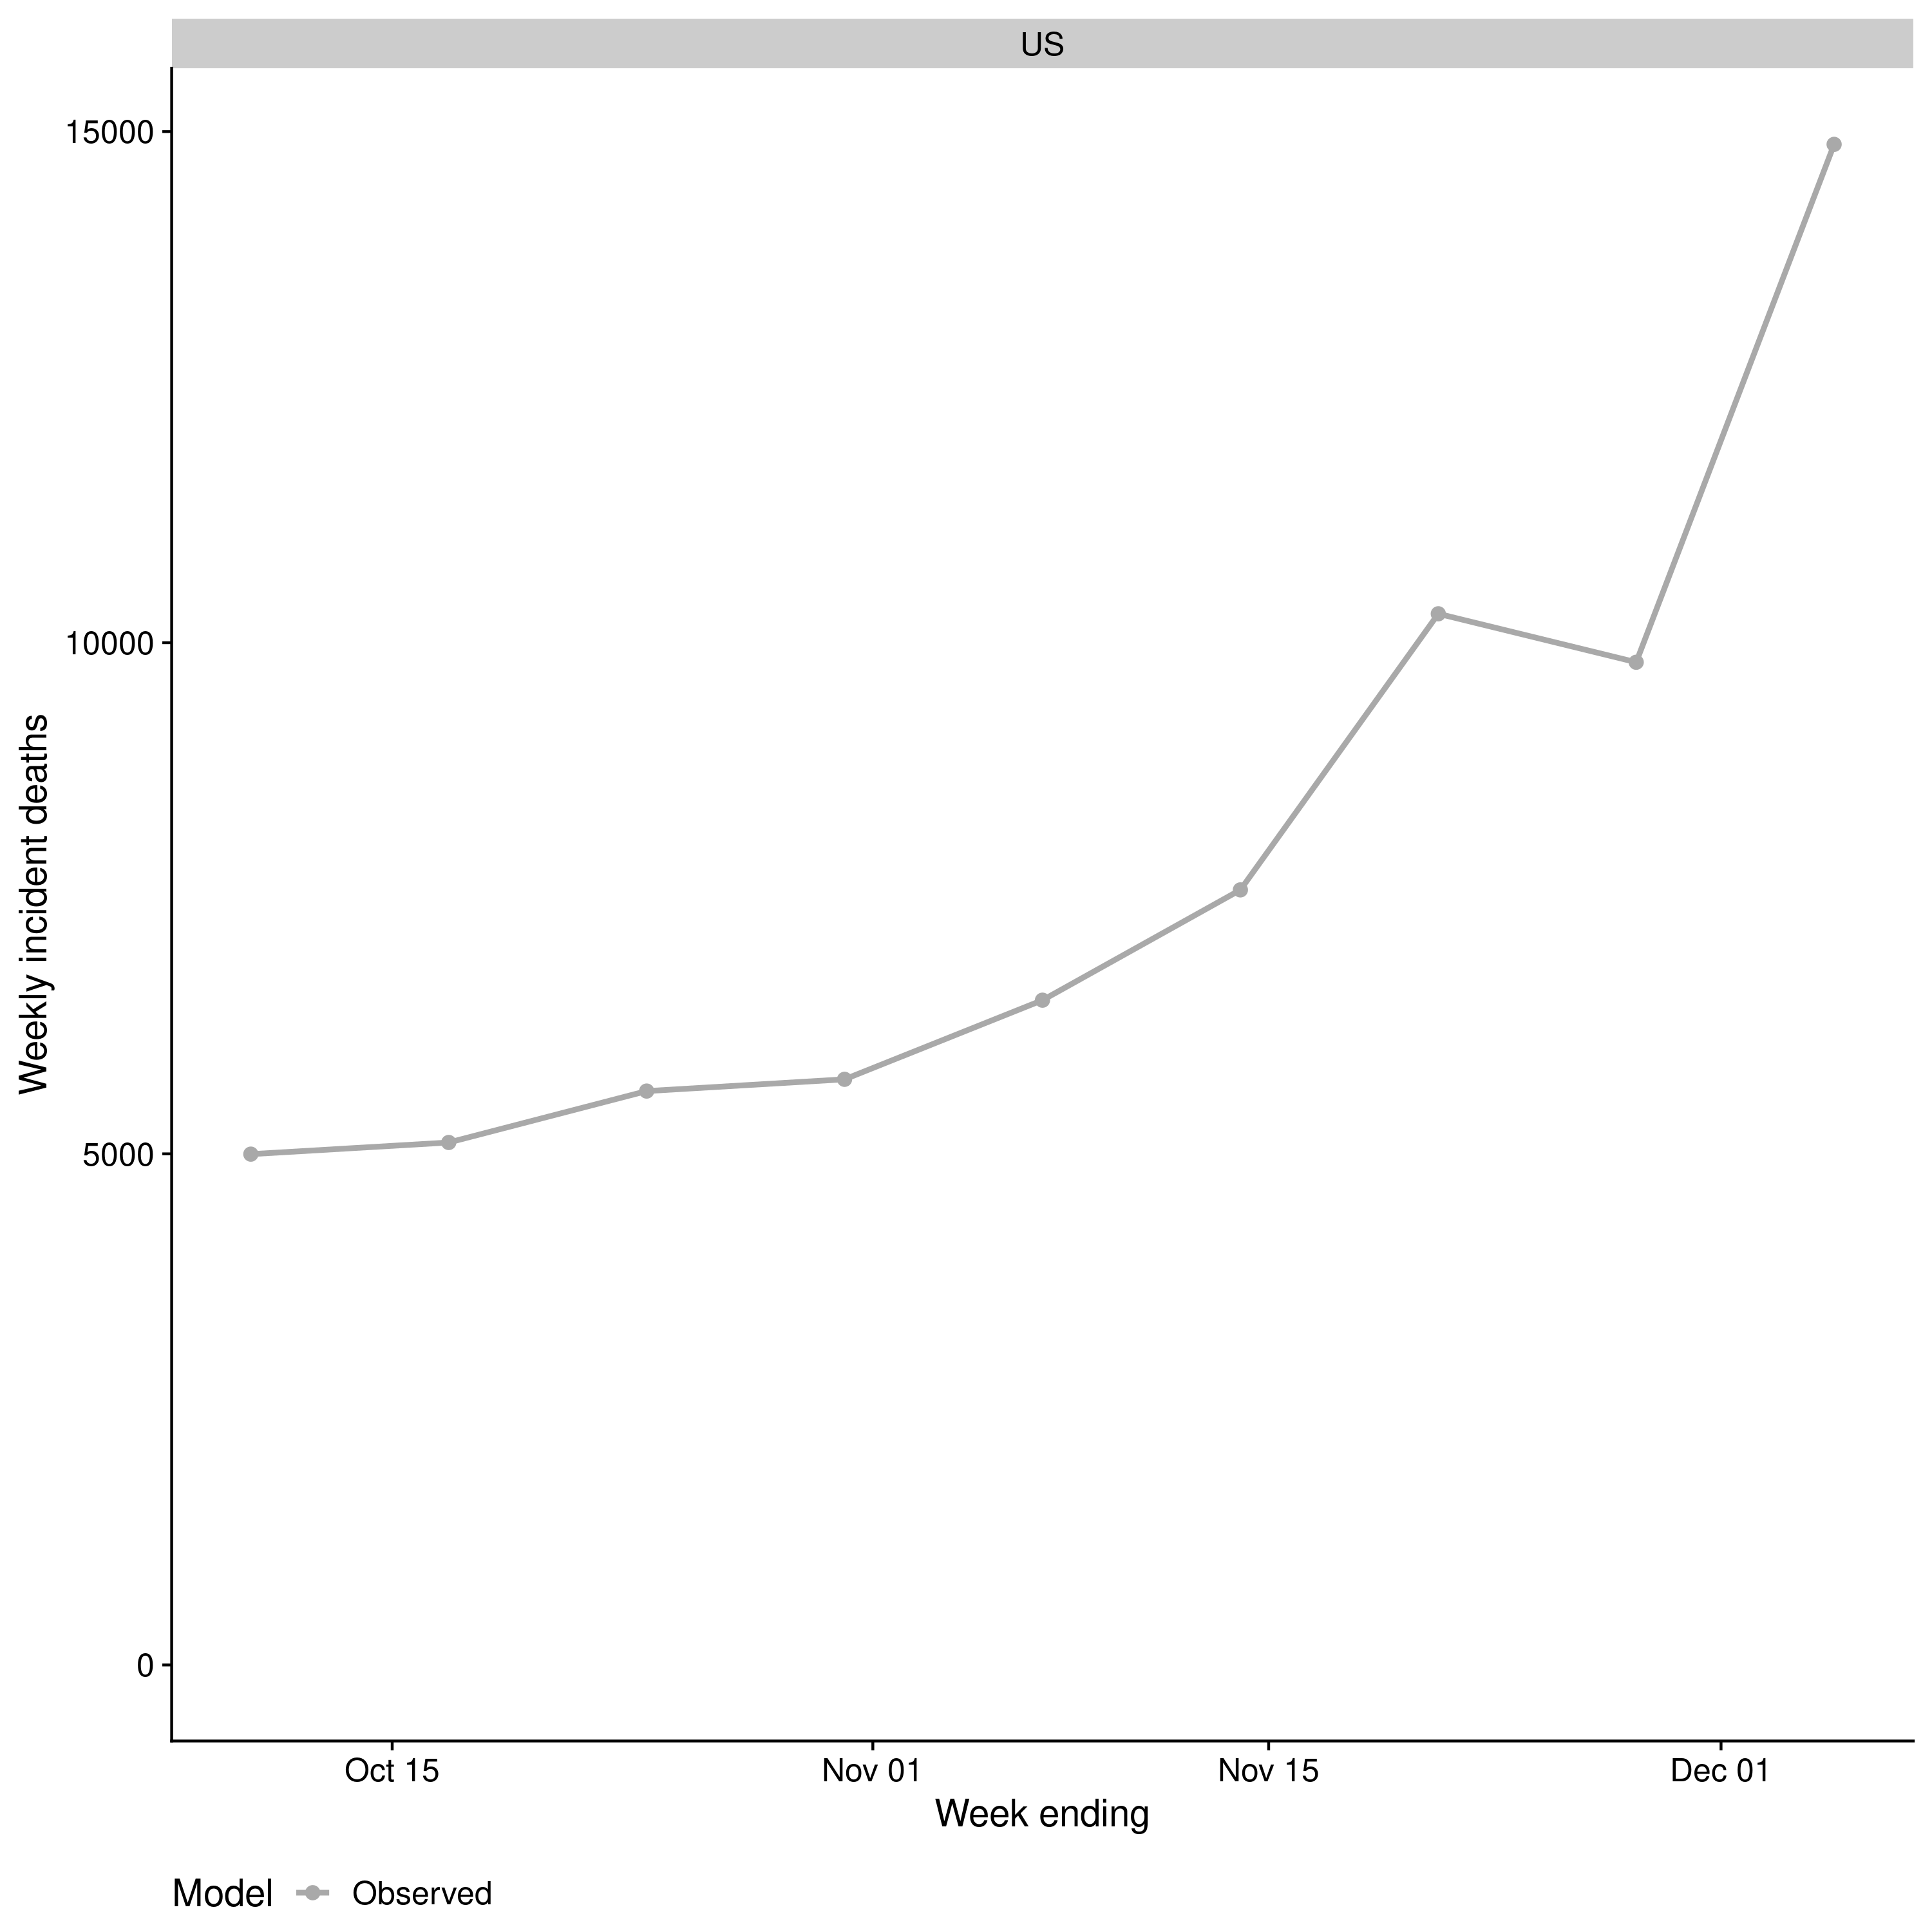 US
15000
10000
5000
0
Weekly incident deaths
Oct 15 Nov 01 Nov 15 Dec 01
Week ending
Model Observed